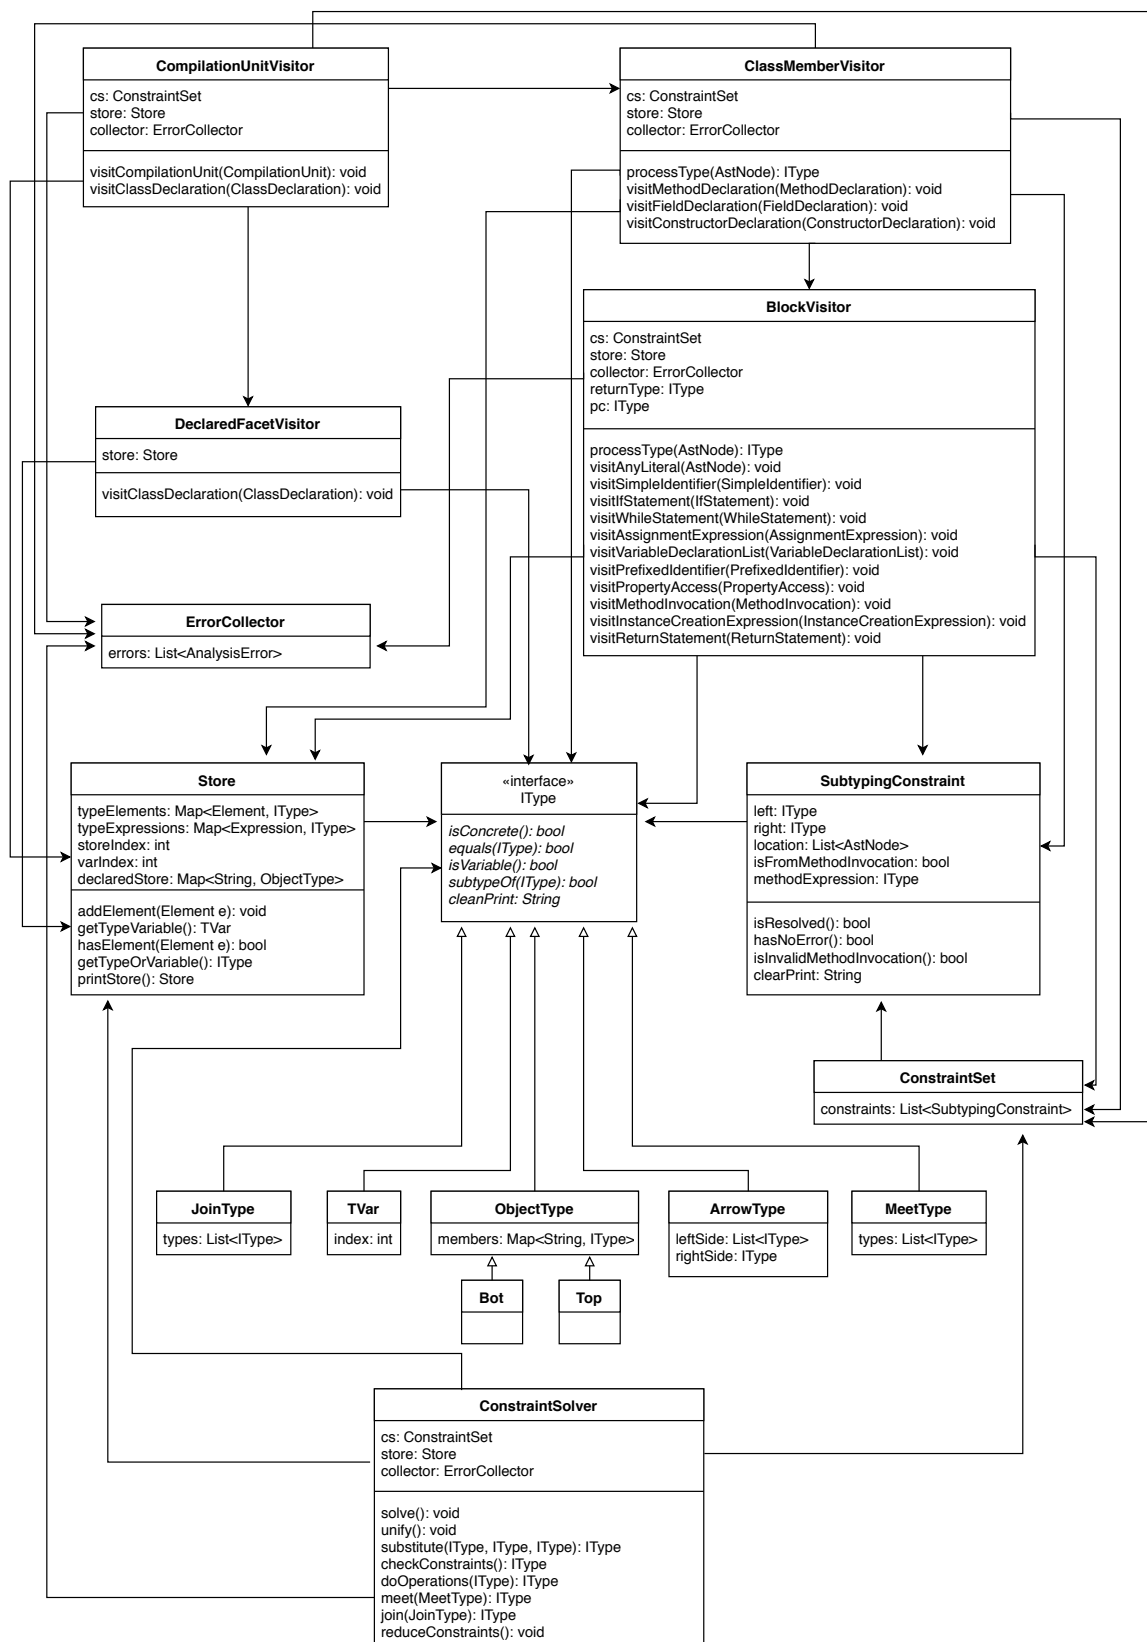 CompilationUnitVisitor
cs: ConstraintSet
store: Store
collector: ErrorCollector
visitCompilationUnit(CompilationUnit): void
visitClassDeclaration(ClassDeclaration): void
ClassMemberVisitor
cs: ConstraintSet
store: Store
collector: ErrorCollector
processType(AstNode): IType
visitMethodDeclaration(MethodDeclaration): void
visitFieldDeclaration(FieldDeclaration): void
visitConstructorDeclaration(ConstructorDeclaration): void
BlockVisitor
cs: ConstraintSet
store: Store
collector: ErrorCollector
returnType: IType
pc: IType
processType(AstNode): IType
visitAnyLiteral(AstNode): void
visitSimpleIdentifier(SimpleIdentifier): void
visitIfStatement(IfStatement): void
visitWhileStatement(WhileStatement): void
visitAssignmentExpression(AssignmentExpression): void
visitVariableDeclarationList(VariableDeclarationList): void
visitPrefixedIdentifier(PrefixedIdentifier): void
visitPropertyAccess(PropertyAccess): void
visitMethodInvocation(MethodInvocation): void
visitInstanceCreationExpression(InstanceCreationExpression): void
visitReturnStatement(ReturnStatement): void
DeclaredFacetVisitor
store: Store
visitClassDeclaration(ClassDeclaration): void
ErrorCollector
errors: List<AnalysisError>
Store
typeElements: Map<Element, IType>
typeExpressions: Map<Expression, IType>
storeIndex: int
varIndex: int
declaredStore: Map<String, ObjectType>
addElement(Element e): void
getTypeVariable(): TVar
hasElement(Element e): bool
getTypeOrVariable(): IType
printStore(): Store
«interface»
IType
isConcrete(): bool
equals(IType): bool
isVariable(): bool
subtypeOf(IType): bool
cleanPrint: String
SubtypingConstraint
left: IType
right: IType
location: List<AstNode>
isFromMethodInvocation: bool
methodExpression: IType
isResolved(): bool
hasNoError(): bool
isInvalidMethodInvocation(): bool
clearPrint: String
ConstraintSet
constraints: List<SubtypingConstraint>
JoinType
types: List<IType>
TVar
index: int
ObjectType
members: Map<String, IType>
ArrowType
leftSide: List<IType>
rightSide: IType
MeetType
types: List<IType>
Bot
Top
ConstraintSolver
cs: ConstraintSet
store: Store
collector: ErrorCollector
solve(): void
unify(): void
substitute(IType, IType, IType): IType
checkConstraints(): IType
doOperations(IType): IType
meet(MeetType): IType
join(JoinType): IType
reduceConstraints(): void